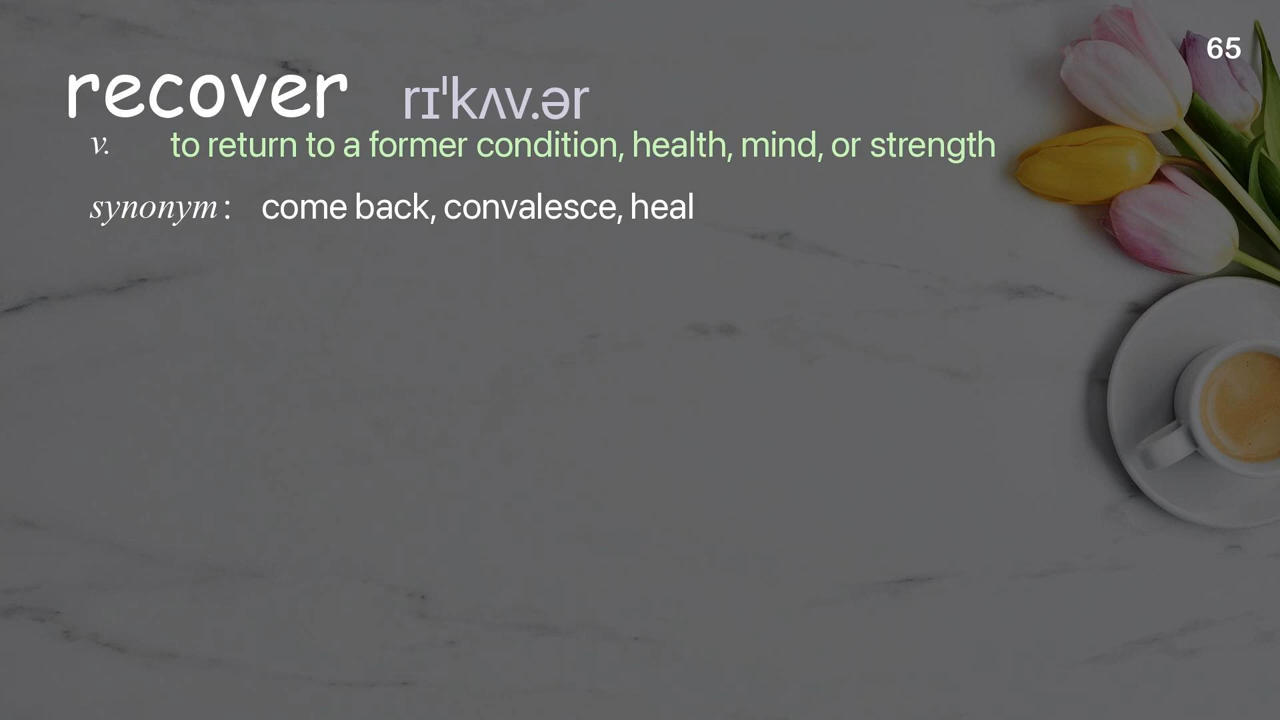 65
recover rɪˈkʌv.ər
v. to return to a former condition, health, mind, or strength
synonym : come back, convalesce, heal